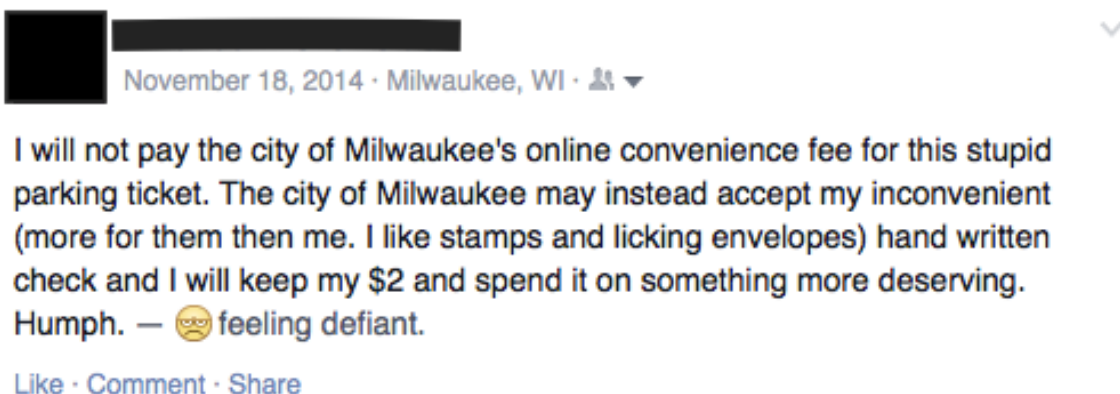 November 18, 2014 · Milwaukee, WI ·
I will not pay the city of Milwaukee's online convenience fee for this stupid
parking ticket. The city of Milwaukee may instead accept my inconvenient
(more for them then me. I like stamps and licking envelopes) hand written
check and I will keep my $2 and spend it on something more deserving.
Humph. — feeling defiant.
Like · Comment · Share